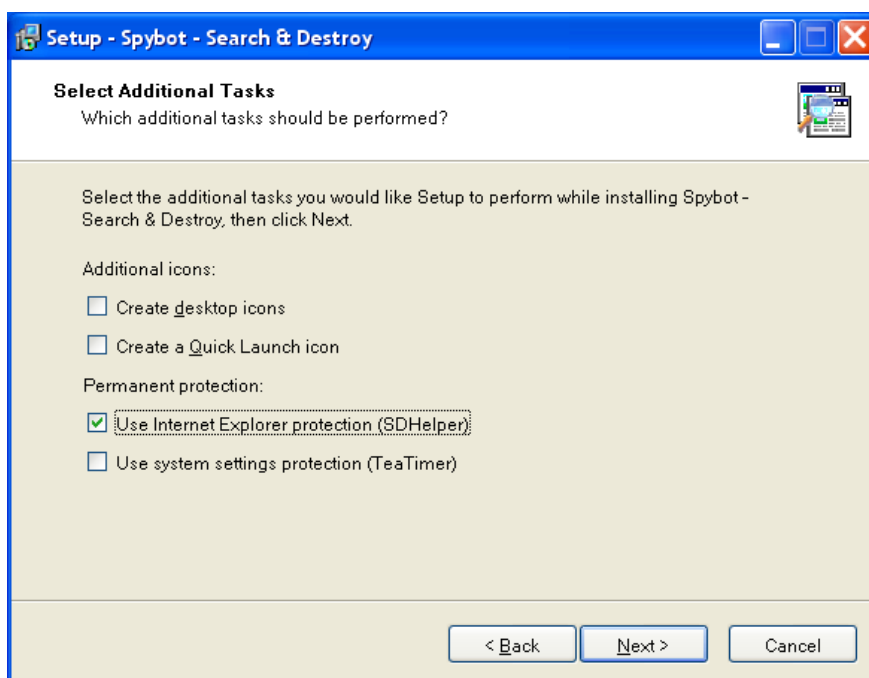 Setup - Spybot - Search & Destroy
Select Additional Tasks
Which additional tasks should be performed?
Select the additional tasks you would like Setup to perform while installing Spybot -
Search & Destroy, then click Next.
Additional icons:
Create desktop icons
Create a Quick Launch icon
Permanent protection:
Use Internet Explorer protection (SDHelper)
Use system settings protection (TeaTimer)
< Back Next > Cancel